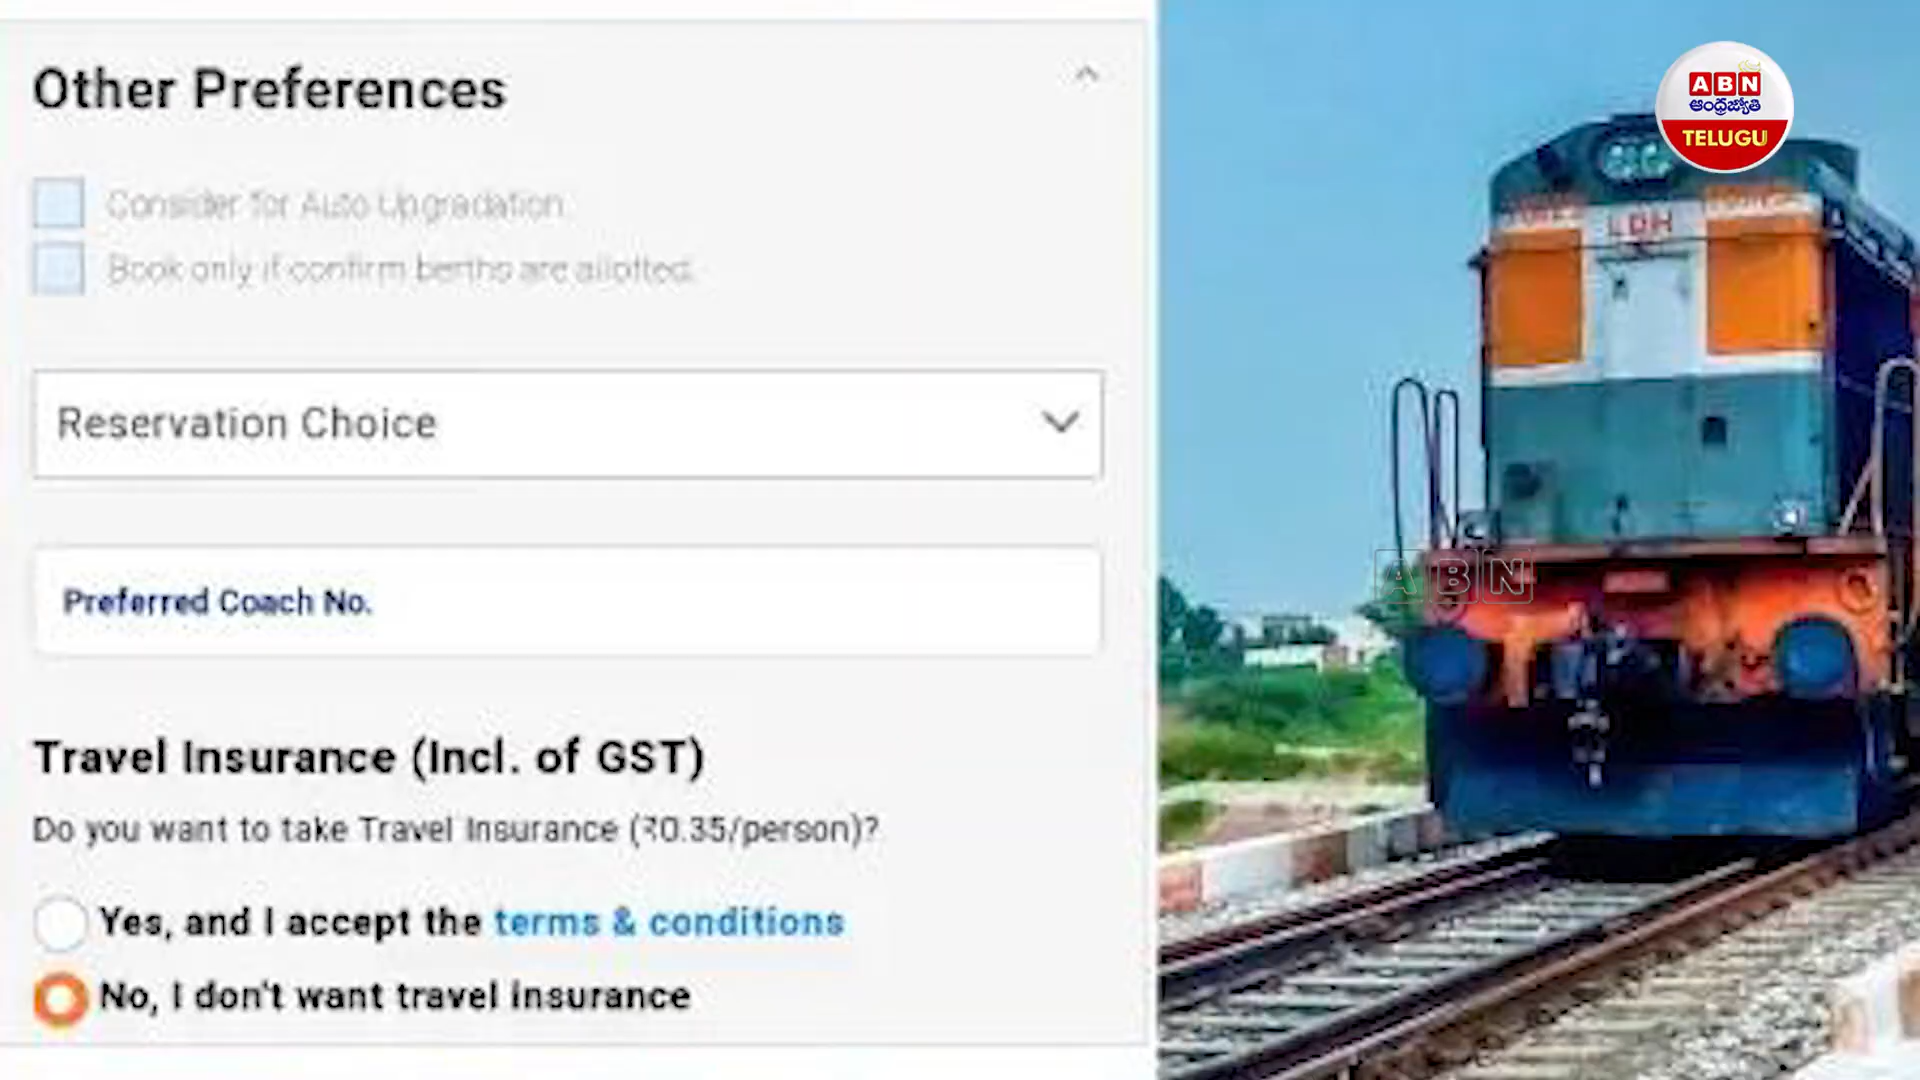 Other Preferences
Consider for Auto Upgradation.
Book only if confirm berths are allotted.
Reservation Choice
Preferred Coach No.
Travel Insurance (Incl. of GST)
Do you want to take Travel Insurance (₹0.35/person)?
Yes, and I accept the terms & conditions
No, I don't want travel insurance
ABN
ఆంధ్రజ్యోతి
TELUGU
LDH
ABN